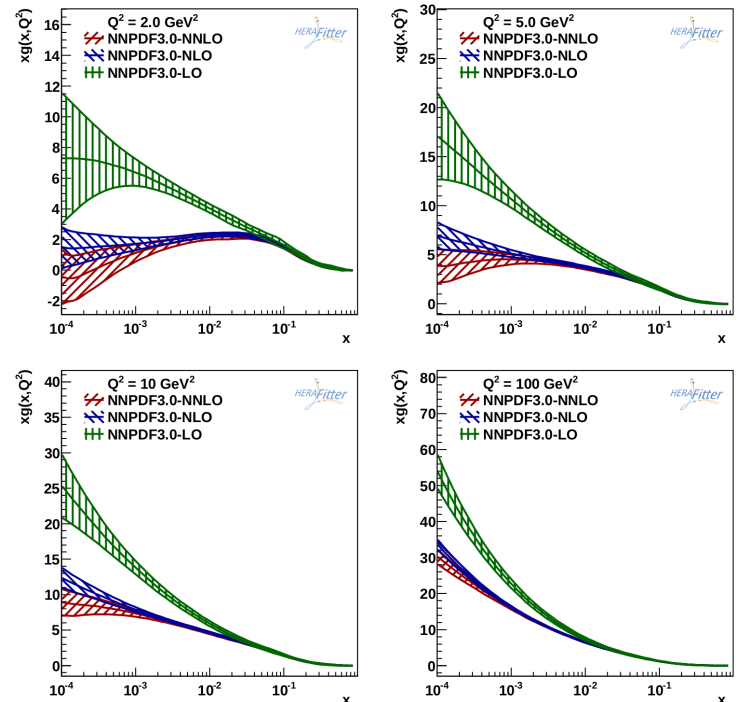 xg(x,Q²)
Q² = 2.0 GeV²
NNPDF3.0-NNLO
NNPDF3.0-NLO
NNPDF3.0-LO
HERAFitter
16
14
12
10
8
6
4
2
0
−2
10⁻⁴ 10⁻³ 10⁻² 10⁻¹
x
xg(x,Q²)
Q² = 5.0 GeV²
NNPDF3.0-NNLO
NNPDF3.0-NLO
NNPDF3.0-LO
HERAFitter
30
25
20
15
10
5
0
10⁻⁴ 10⁻³ 10⁻² 10⁻¹
x
xg(x,Q²)
Q² = 10 GeV²
NNPDF3.0-NNLO
NNPDF3.0-NLO
NNPDF3.0-LO
HERAFitter
40
35
30
25
20
15
10
5
0
10⁻⁴ 10⁻³ 10⁻² 10⁻¹
x
xg(x,Q²)
Q² = 100 GeV²
NNPDF3.0-NNLO
NNPDF3.0-NLO
NNPDF3.0-LO
HERAFitter
80
70
60
50
40
30
20
10
0
10⁻⁴ 10⁻³ 10⁻² 10⁻¹
x